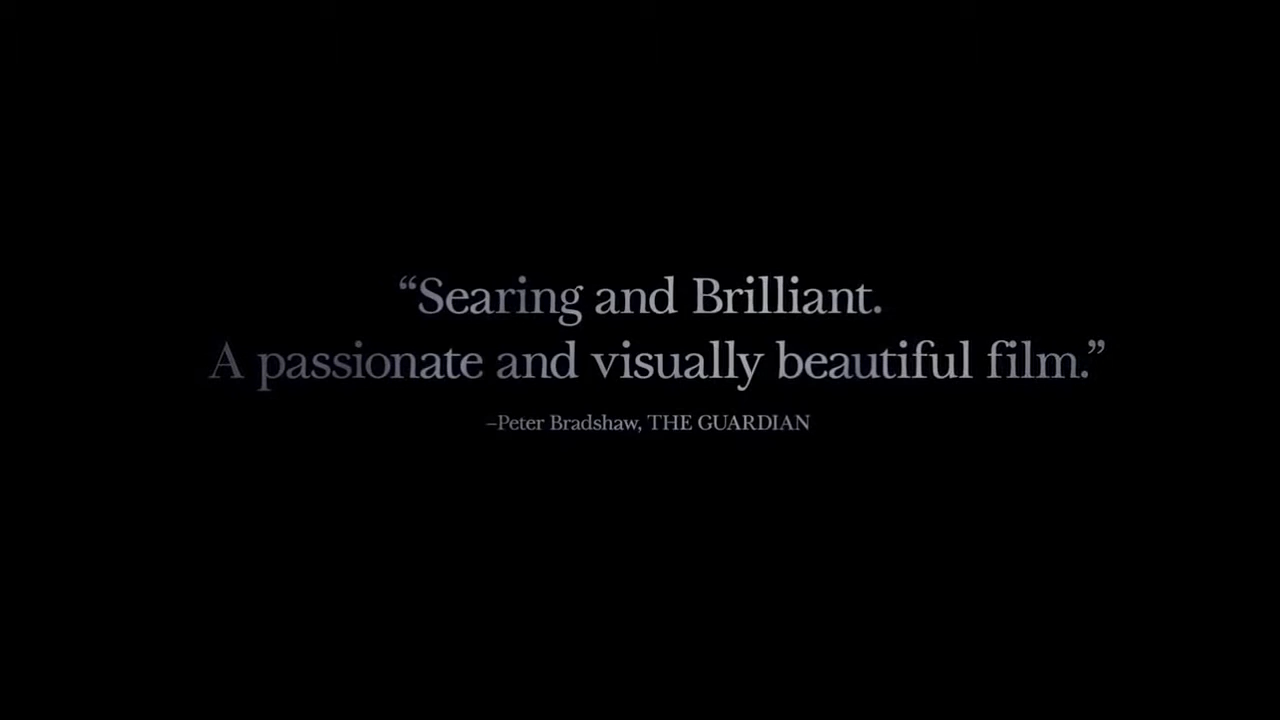 “Searing and Brilliant.
A passionate and visually beautiful film.”
–Peter Bradshaw, THE GUARDIAN